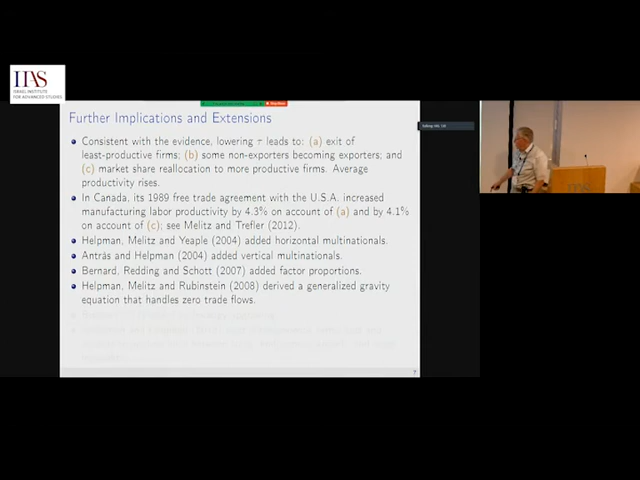 IIAS
ISRAEL INSTITUTE
FOR ADVANCED STUDIES
Further Implications and Extensions
Consistent with the evidence, lowering τ leads to: (a) exit of
least-productive firms; (b) some non-exporters becoming exporters; and
(c) market share reallocation to more productive firms. Average
productivity rises.
In Canada, its 1989 free trade agreement with the U.S.A. increased
manufacturing labor productivity by 4.3% on account of (a) and by 4.1%
on account of (c); see Melitz and Trefler (2012).
Helpman, Melitz and Yeaple (2004) added horizontal multinationals.
Antràs and Helpman (2004) added vertical multinationals.
Bernard, Redding and Schott (2007) added factor proportions.
Helpman, Melitz and Rubinstein (2008) derived a generalized gravity
equation that handles zero trade flows.